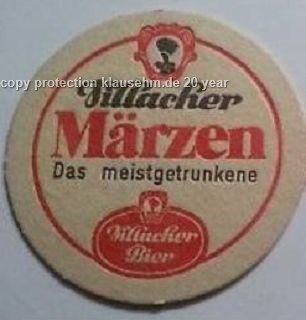 copy protection klausehm.de 20 year
Villacher
Märzen
Das meistgetrunkene
Villacher
Bier